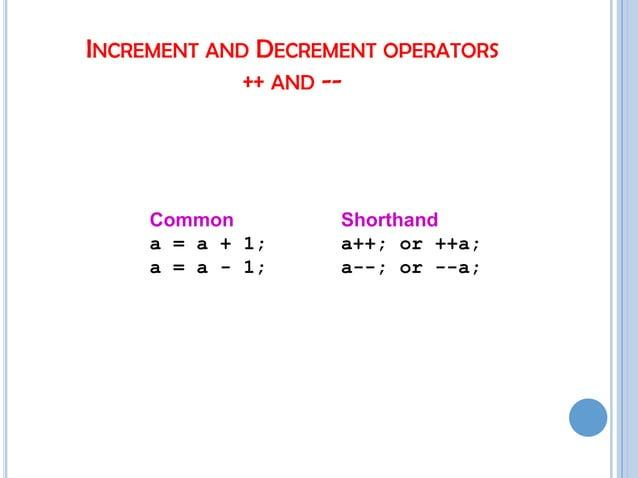 INCREMENT AND DECREMENT OPERATORS
++ AND --
Common Shorthand
a = a + 1; a++; or ++a;
a = a - 1; a--; or --a;